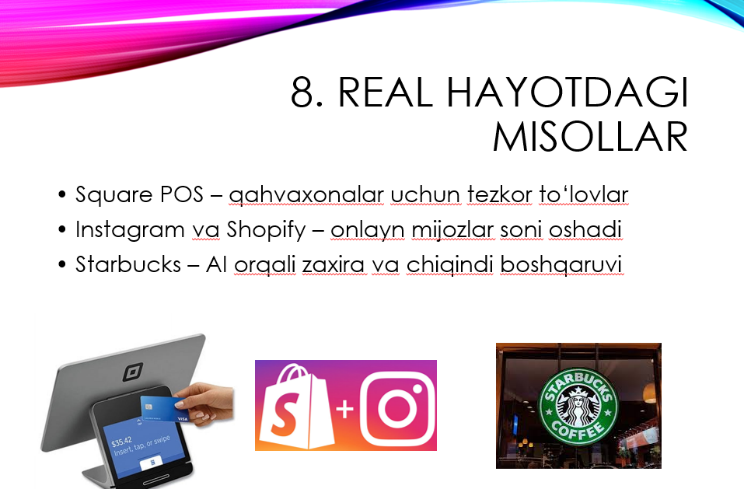 8. REAL HAYOTDAGI
MISOLLAR
• Square POS – qahvaxonalar uchun tezkor to‘lovlar
• Instagram va Shopify – onlayn mijozlar soni oshadi
• Starbucks – AI orqali zaxira va chiqindi boshqaruvi
$35.42
Insert, tap, or swipe
VISA
S
+
STARBUCKS
COFFEE